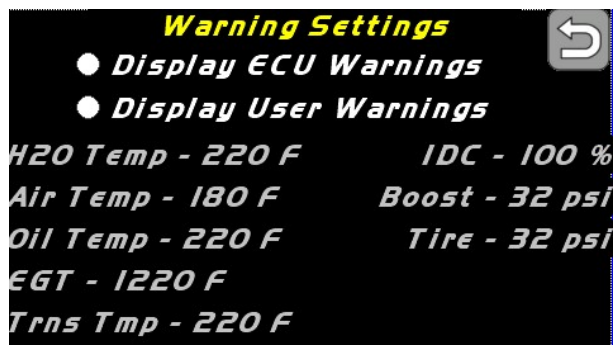 Warning Settings
Display ECU Warnings
Display User Warnings
H2O Temp - 220 F
IDC - 100 %
Air Temp - 180 F
Boost - 32 psi
Oil Temp - 220 F
Tire - 32 psi
EGT - 1220 F
Trns Tmp - 220 F